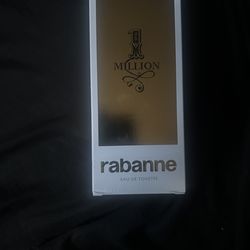 1
MILLION
rabanne
EAU DE TOILETTE